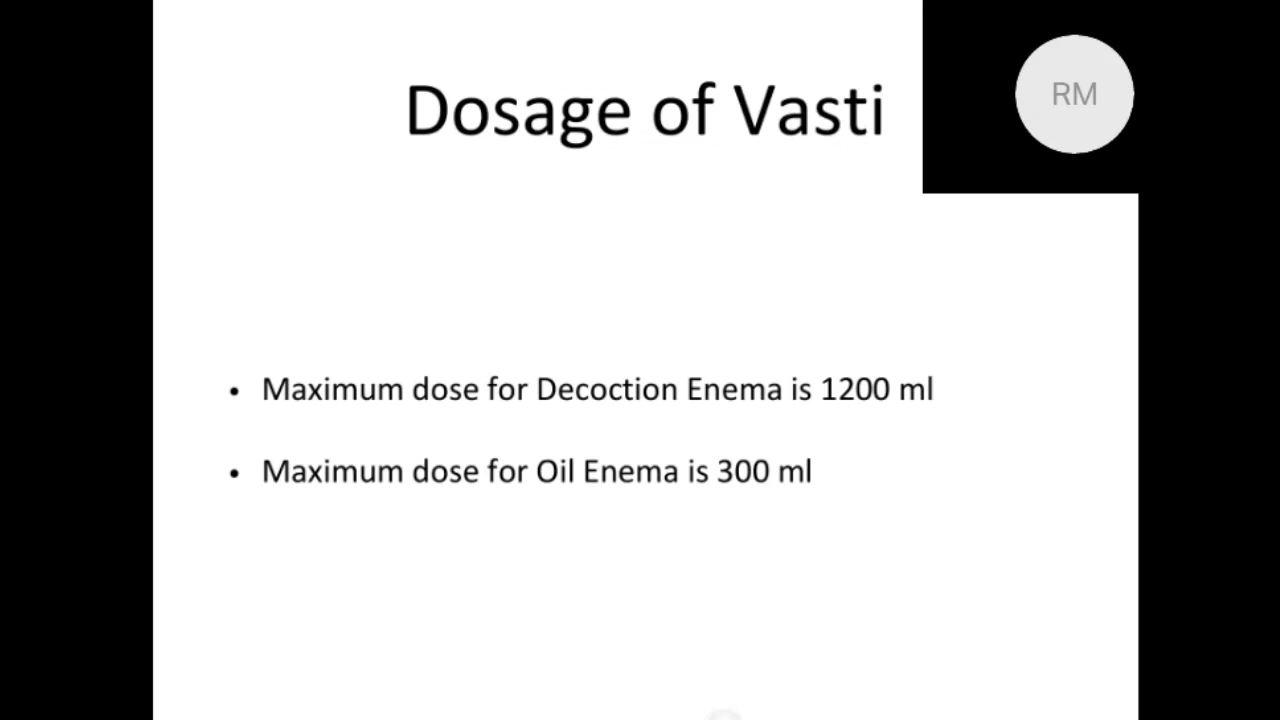 Dosage of Vasti
RM
• Maximum dose for Decoction Enema is 1200 ml
• Maximum dose for Oil Enema is 300 ml